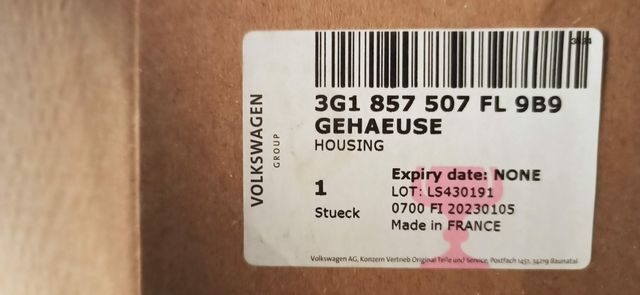 3G1 857 507 FL 9B9
GEHAEUSE
HOUSING
VOLKSWAGEN
GROUP
Expiry date: NONE
1
LOT: LS430191
Stueck
0700 FI 20230105
Made in FRANCE
Volkswagen AG, Konzern Vertrieb Original Teile und Service, Postfach 1451, 34219 Baunatal